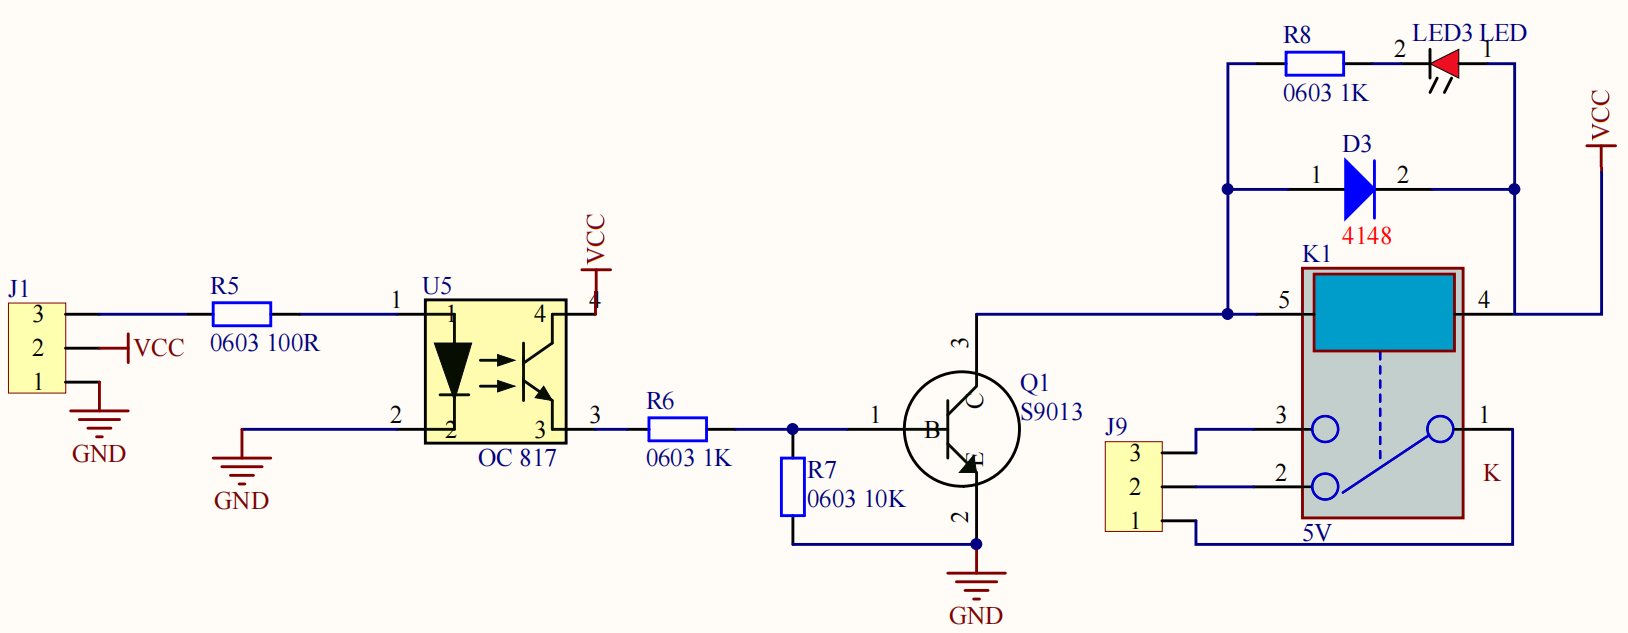 R8
LED3 LED
2
1
0603 1K
VCC
D3
1
2
4148
K1
5
4
3
1
2
K
5V
J9
3
2
1
J1
3
2
1
VCC
GND
R5
0603 100R
U5
1
1
4
4
VCC
2
2
3
3
OC 817
GND
R6
0603 1K
R7
0603 10K
1
B
C
E
3
2
Q1
S9013
GND